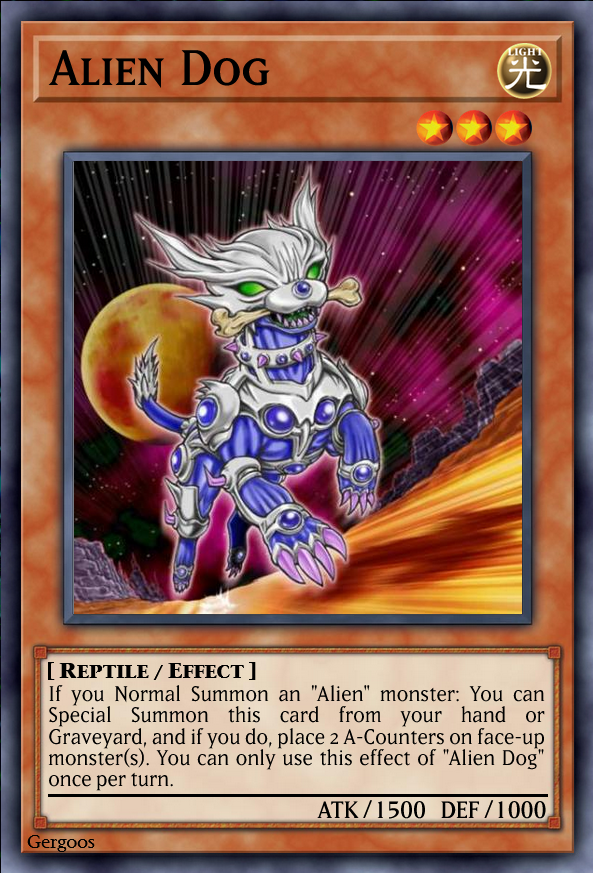 Alien Dog
LIGHT
光
[ Reptile / Effect ]
If you Normal Summon an "Alien" monster: You can
Special Summon this card from your hand or
Graveyard, and if you do, place 2 A-Counters on face-up
monster(s). You can only use this effect of "Alien Dog"
once per turn.
ATK / 1500 DEF / 1000
Gergoos